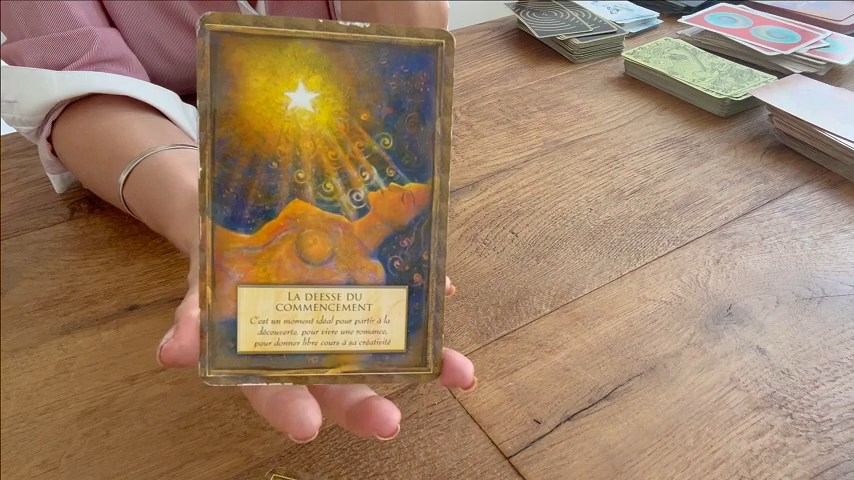 LA DEESSE DU
COMMENCEMENT
C'est un moment idéal pour partir à la
découverte, pour vivre une romance,
pour donner libre cours à sa créativité